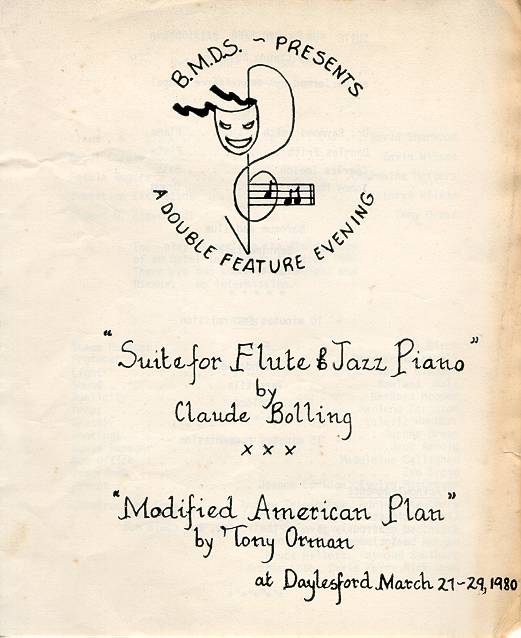 B.M.D.S. ~ PRESENTS
A DOUBLE FEATURE EVENING
"Suite for Flute & Jazz Piano"
by
Claude Bolling
x x x
"Modified American Plan"
by Tony Orman
at Daylesford March 27-29, 1980